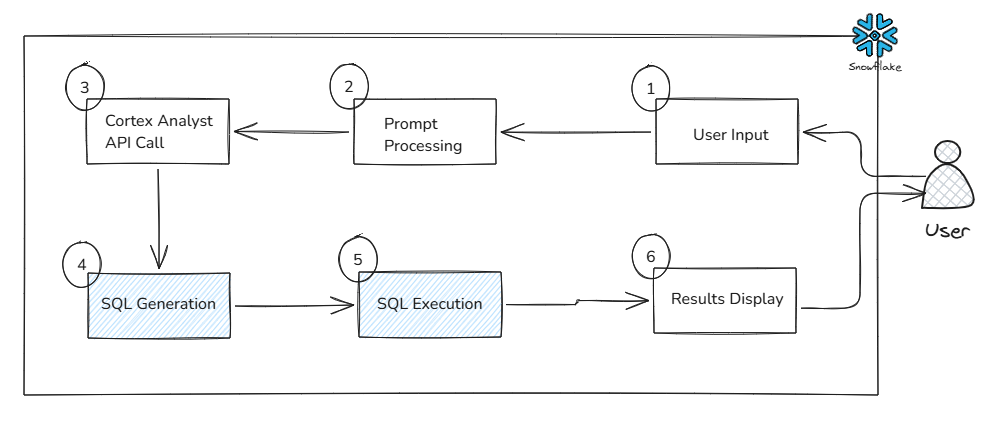 Snowflake
3
2
1
Cortex Analyst
API Call
Prompt
Processing
User Input
User
4
5
6
SQL Generation
SQL Execution
Results Display